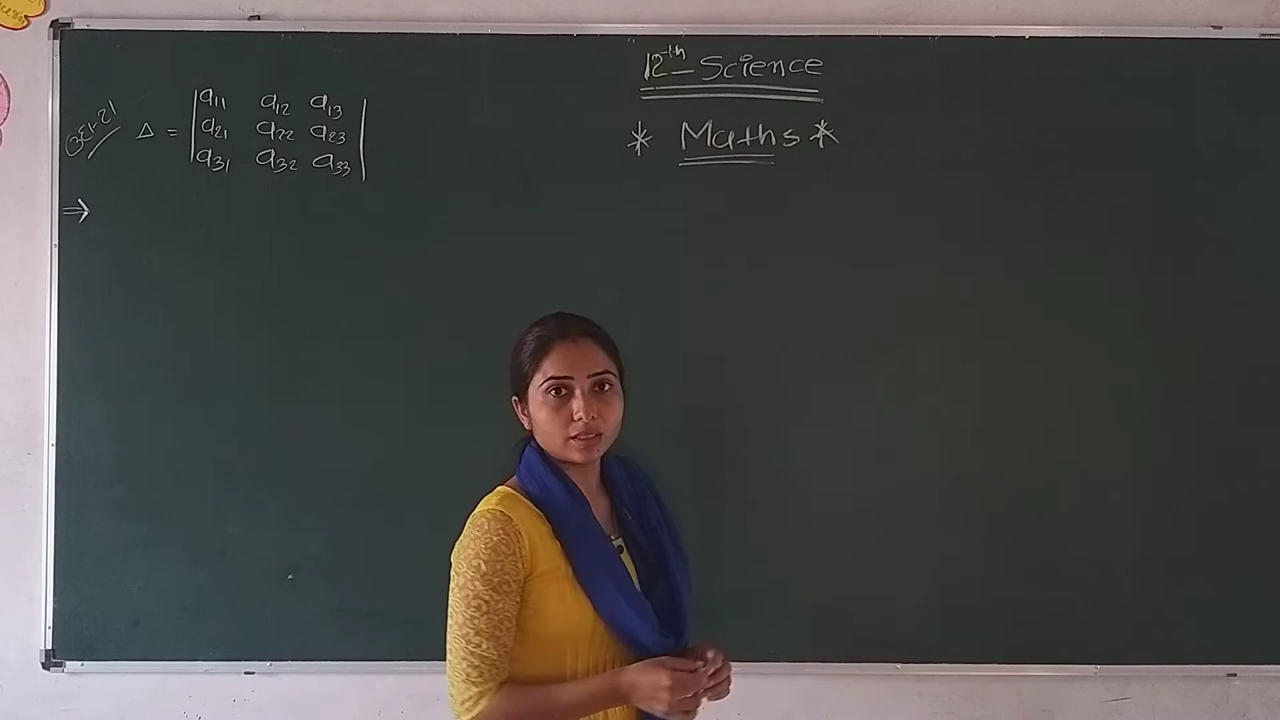 12th - Science
* Maths *
Δ =
a11 a12 a13
a21 a22 a23
a31 a32 a33
⇒